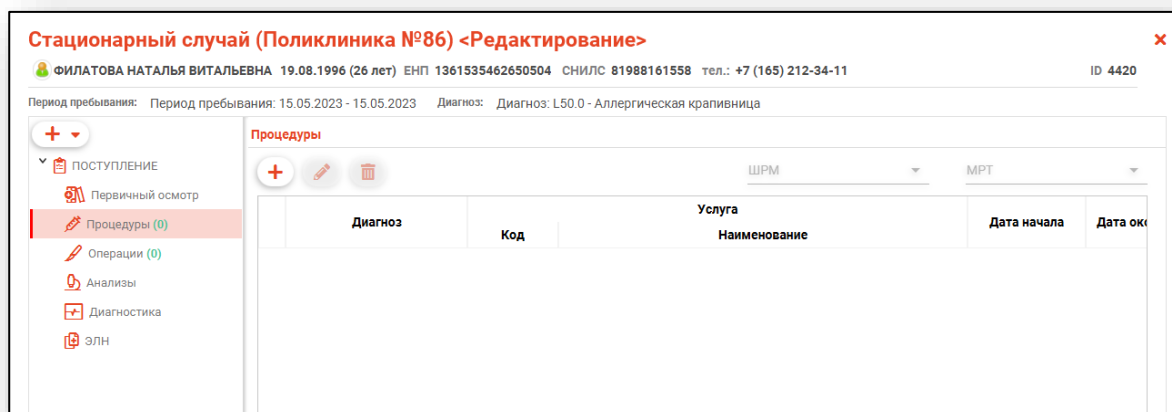 Стационарный случай (Поликлиника №86) <Редактирование>
ФИЛАТОВА НАТАЛЬЯ ВИТАЛЬЕВНА 19.08.1996 (26 лет) ЕНП 1361535462650504 СНИЛС 81988161558 тел.: +7 (165) 212-34-11 ID 4420
Период пребывания: Период пребывания: 15.05.2023 - 15.05.2023 Диагноз: Диагноз: L50.0 - Аллергическая крапивница
ПОСТУПЛЕНИЕ
Первичный осмотр
Процедуры (0)
Операции (0)
Анализы
Диагностика
ЭЛН
Процедуры
ШРМ МРТ
Диагноз Услуга Дата начала Дата око
Код Наименование